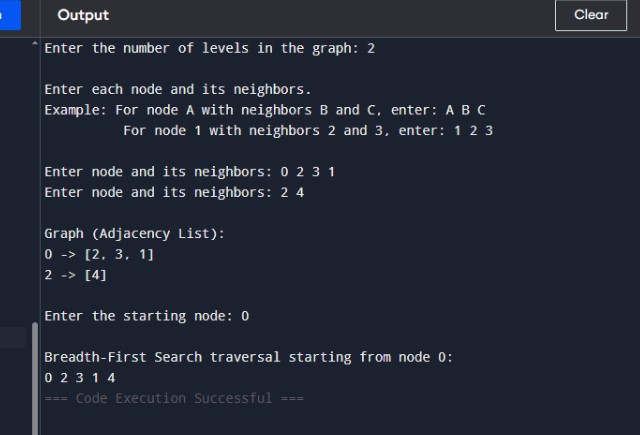 Output
Clear
Enter the number of levels in the graph: 2
Enter each node and its neighbors.
Example: For node A with neighbors B and C, enter: A B C
For node 1 with neighbors 2 and 3, enter: 1 2 3
Enter node and its neighbors: 0 2 3 1
Enter node and its neighbors: 2 4
Graph (Adjacency List):
0 -> [2, 3, 1]
2 -> [4]
Enter the starting node: 0
Breadth-First Search traversal starting from node 0:
0 2 3 1 4
=== Code Execution Successful ===